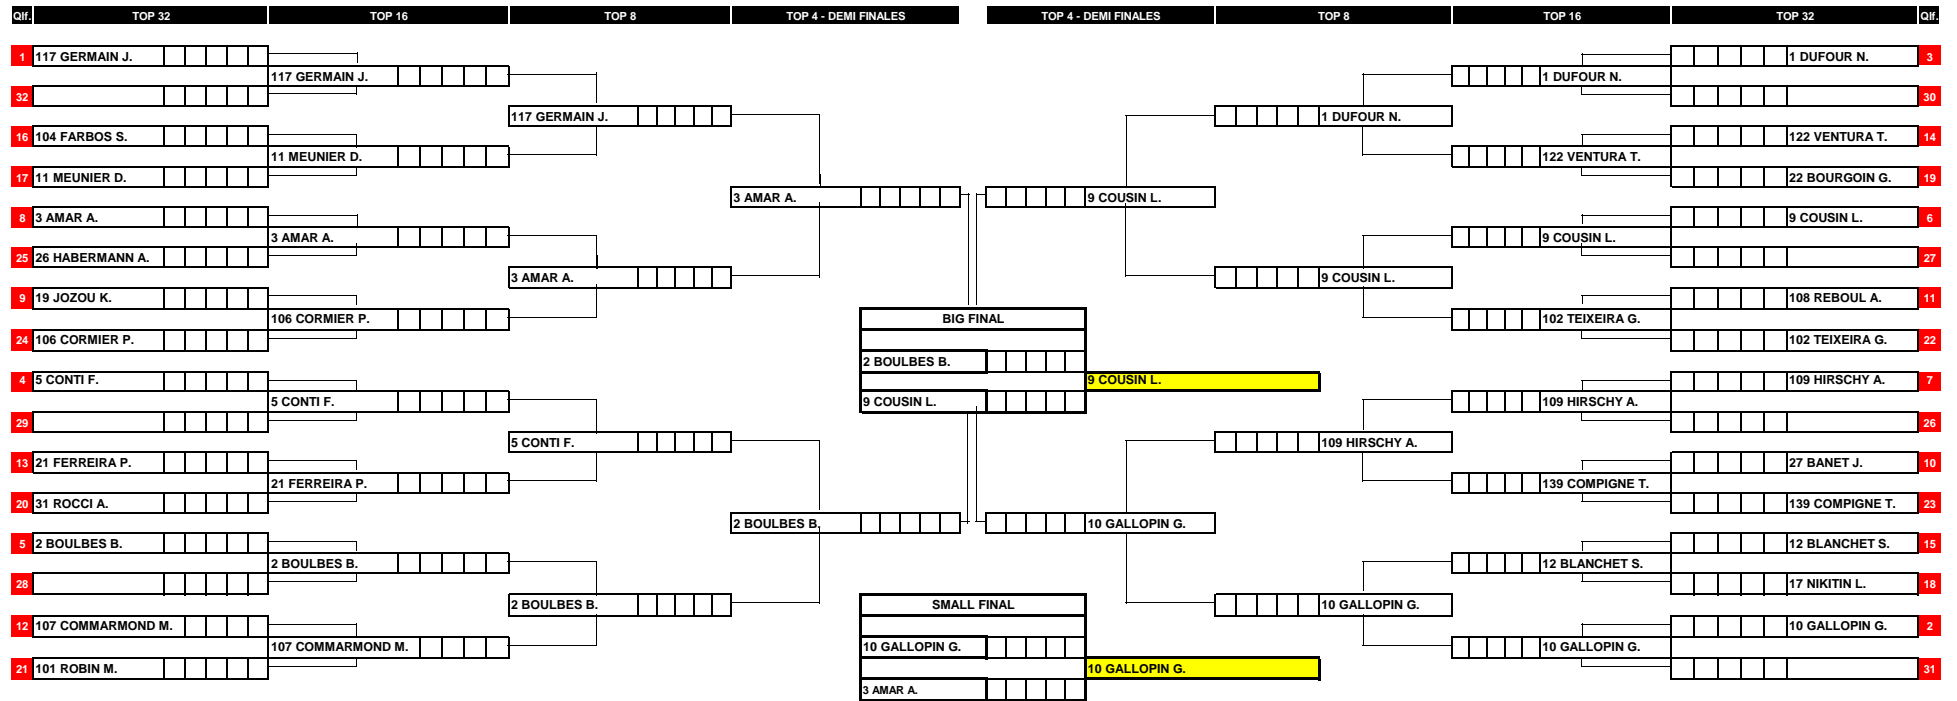 Qlf. TOP 32 TOP 16 TOP 8 TOP 4 - DEMI FINALES TOP 4 - DEMI FINALES TOP 8 TOP 16 TOP 32 Qlf.
1 117 GERMAIN J. 1 DUFOUR N. 3
117 GERMAIN J. 1 DUFOUR N.
32 30
117 GERMAIN J. 1 DUFOUR N.
16 104 FARBOS S. 122 VENTURA T. 14
11 MEUNIER D. 122 VENTURA T.
17 11 MEUNIER D. 22 BOURGOIN G. 19
3 AMAR A. 9 COUSIN L.
8 3 AMAR A. 9 COUSIN L. 6
3 AMAR A. 9 COUSIN L.
25 26 HABERMANN A. 27
3 AMAR A. 9 COUSIN L.
9 19 JOZOU K. 108 REBOUL A. 11
106 CORMIER P. BIG FINAL 102 TEIXEIRA G.
24 106 CORMIER P. 102 TEIXEIRA G. 22
2 BOULBES B.
4 5 CONTI F. 9 COUSIN L. 109 HIRSCHY A. 7
5 CONTI F. 9 COUSIN L. 109 HIRSCHY A.
29 26
5 CONTI F. 109 HIRSCHY A.
13 21 FERREIRA P. 27 BANET J. 10
21 FERREIRA P. 139 COMPIGNE T.
20 31 ROCCI A. 139 COMPIGNE T. 23
2 BOULBES B. 10 GALLOPIN G.
5 2 BOULBES B. 12 BLANCHET S. 15
2 BOULBES B. 12 BLANCHET S.
28 17 NIKITIN L. 18
2 BOULBES B. SMALL FINAL 10 GALLOPIN G.
12 107 COMMARMOND M. 10 GALLOPIN G. 2
107 COMMARMOND M. 10 GALLOPIN G. 10 GALLOPIN G.
21 101 ROBIN M. 10 GALLOPIN G. 31
3 AMAR A.